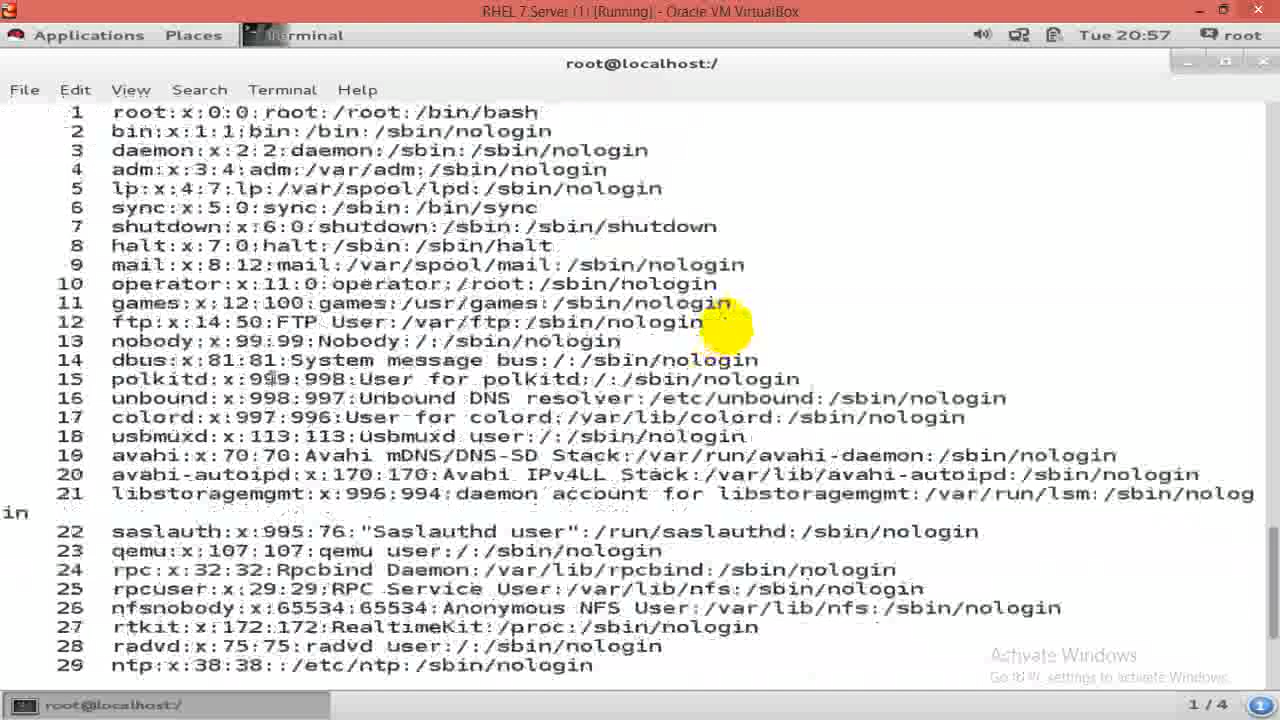 RHEL 7.Server (1) [Running] - Oracle VM VirtualBox
Applications Places Terminal Tue 20:57 root
root@localhost:/
File Edit View Search Terminal Help
1 root:x:0:0:root:/root:/bin/bash
2 bin:x:1:1:bin:/bin:/sbin/nologin
3 daemon:x:2:2:daemon:/sbin:/sbin/nologin
4 adm:x:3:4:adm:/var/adm:/sbin/nologin
5 lp:x:4:7:lp:/var/spool/lpd:/sbin/nologin
6 sync:x:5:0:sync:/sbin:/bin/sync
7 shutdown:x:6:0:shutdown:/sbin:/sbin/shutdown
8 halt:x:7:0:halt:/sbin:/sbin/halt
9 mail:x:8:12:mail:/var/spool/mail:/sbin/nologin
10 operator:x:11:0:operator:/root:/sbin/nologin
11 games:x:12:100:games:/usr/games:/sbin/nologin
12 ftp:x:14:50:FTP User:/var/ftp:/sbin/nologin
13 nobody:x:99:99:Nobody:/:/sbin/nologin
14 dbus:x:81:81:System message bus:/:/sbin/nologin
15 polkitd:x:999:998:User for polkitd:/:/sbin/nologin
16 unbound:x:998:997:Unbound DNS resolver:/etc/unbound:/sbin/nologin
17 colord:x:997:996:User for colord:/var/lib/colord:/sbin/nologin
18 usbmuxd:x:113:113:usbmuxd user:/:/sbin/nologin
19 avahi:x:70:70:Avahi mDNS/DNS-SD Stack:/var/run/avahi-daemon:/sbin/nologin
20 avahi-autoipd:x:170:170:Avahi IPv4LL Stack:/var/lib/avahi-autoipd:/sbin/nologin
21 libstoragemgmt:x:996:994:daemon account for libstoragemgmt:/var/run/lsm:/sbin/nolog
in
22 saslauth:x:995:76:"Saslauthd user":/run/saslauthd:/sbin/nologin
23 qemu:x:107:107:qemu user:/:/sbin/nologin
24 rpc:x:32:32:Rpcbind Daemon:/var/lib/rpcbind:/sbin/nologin
25 rpcuser:x:29:29:RPC Service User:/var/lib/nfs:/sbin/nologin
26 nfsnobody:x:65534:65534:Anonymous NFS User:/var/lib/nfs:/sbin/nologin
27 rtkit:x:172:172:RealtimeKit:/proc:/sbin/nologin
28 radvd:x:75:75:radvd user:/:/sbin/nologin
29 ntp:x:38:38::/etc/ntp:/sbin/nologin
Activate Windows
Go to settings to activate Windows.
root@localhost:/ 1 / 4 1